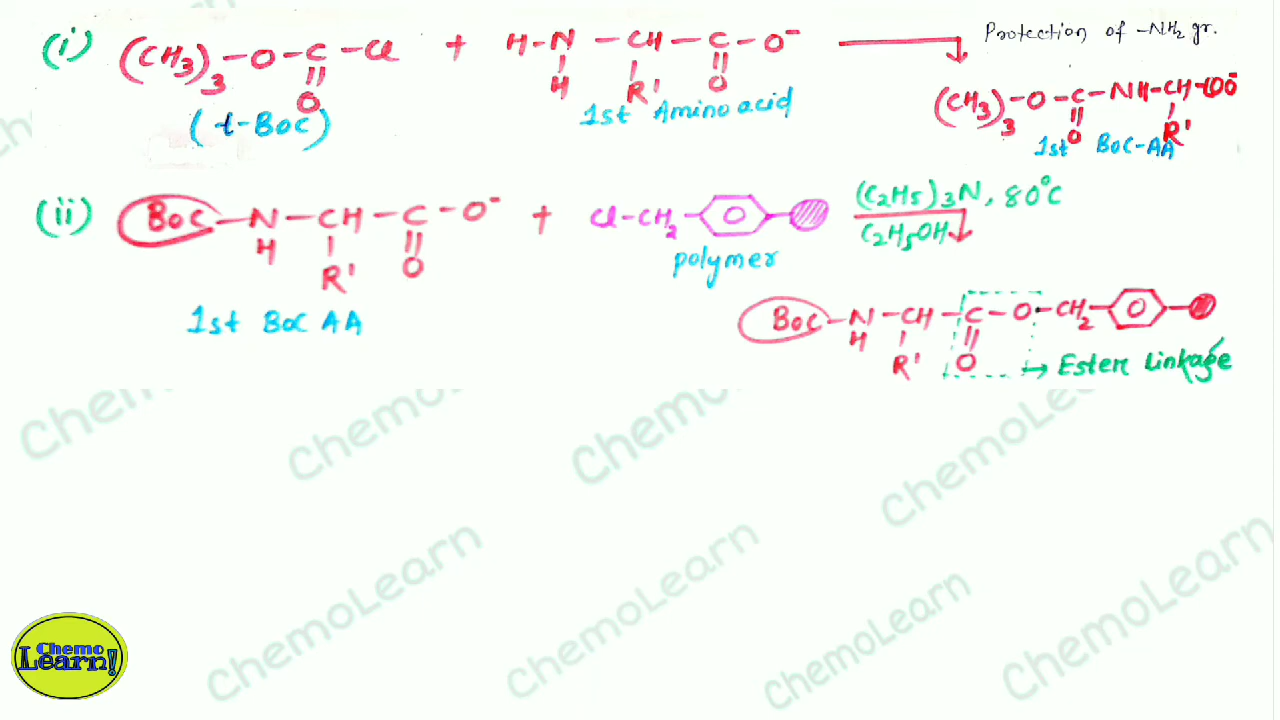 (i) (CH3)3-O-C-Cl + H-N-CH-C-O⁻ Protection of -NH2 gr.
O H R' O
(t-BOC) 1st Amino acid
(CH3)3-O-C-NH-CH-COO⁻
O R'
1st BOC-AA
(ii) BOC-N-CH-C-O⁻ + Cl-CH2 (C2H5)3N, 80°C
H R' O polymer C2H5OH
1st BOC AA
BOC-N-CH-C-O-CH2
H R' O → Ester Linkage
ChemoLearn ChemoLearn ChemoLearn ChemoLearn
ChemoLearn ChemoLearn ChemoLearn ChemoLearn
Chemo
Learn!